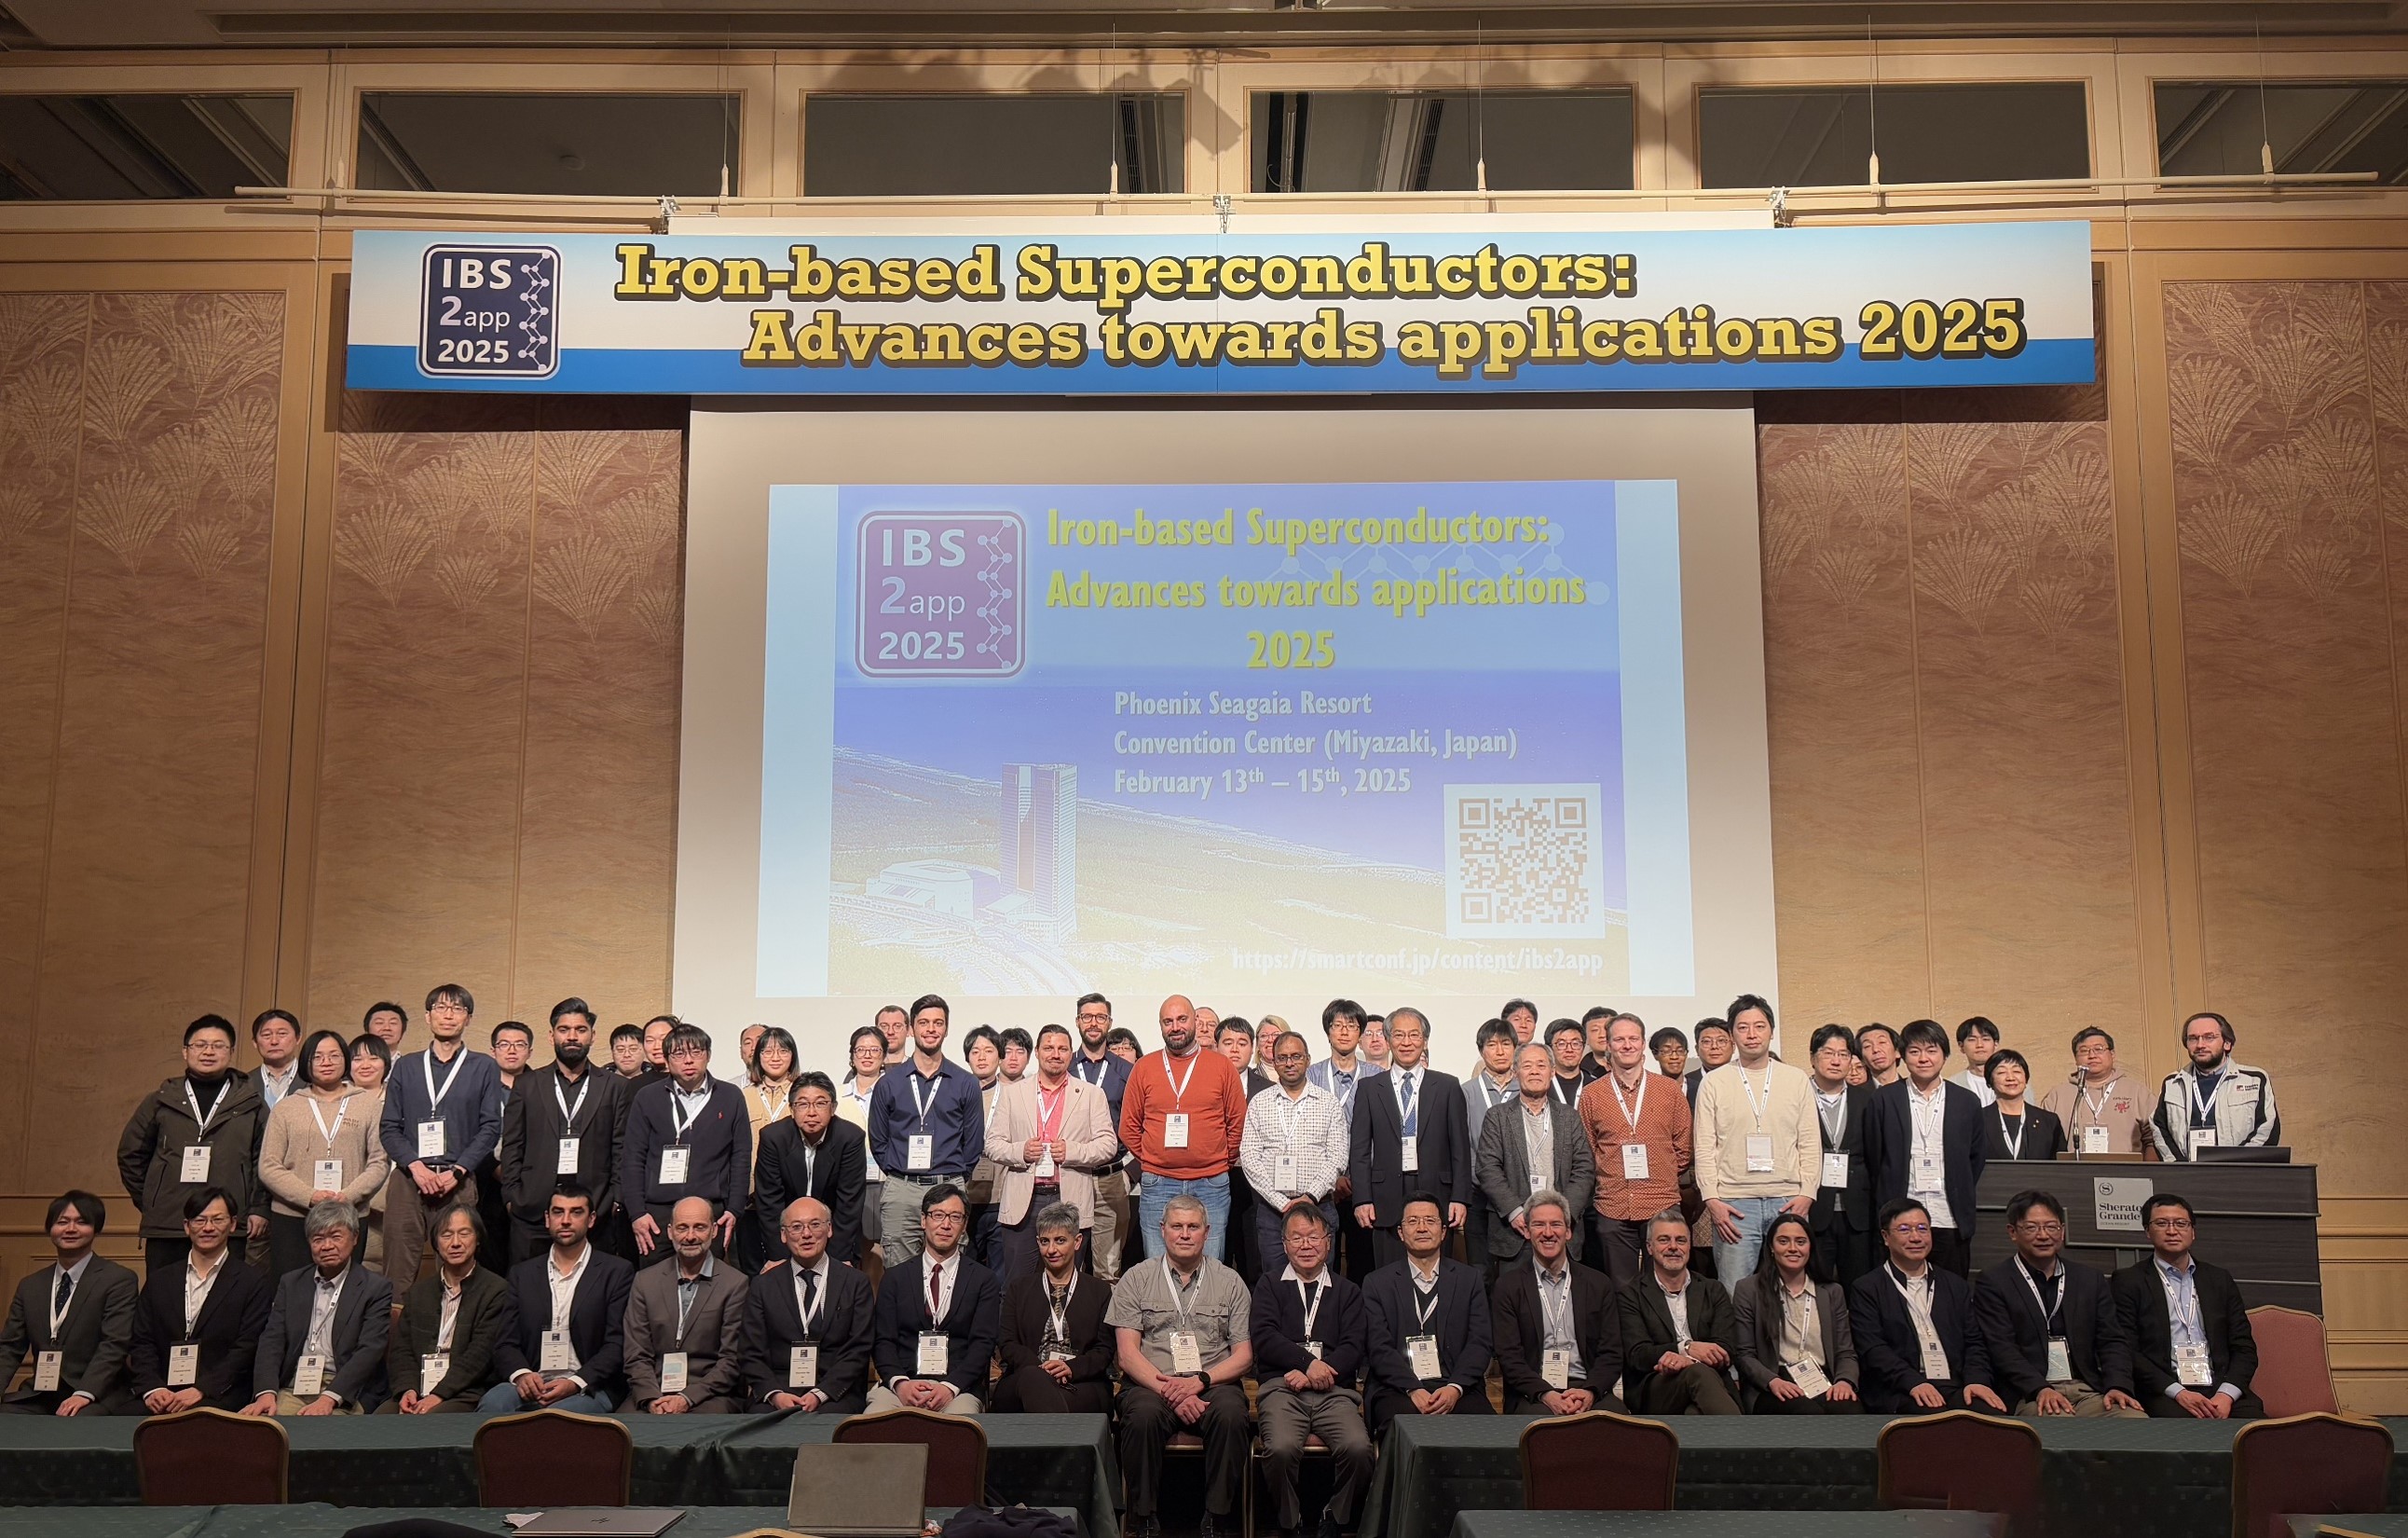 IBS
2app
2025
Iron-based Superconductors:
Advances towards applications 2025
IBS
2app
2025
Iron-based Superconductors:
Advances towards applications
2025
Phoenix Seagaia Resort
Convention Center (Miyazaki, Japan)
February 13th – 15th, 2025
https://smartconf.jp/content/ibs2app
Sherato
Grande